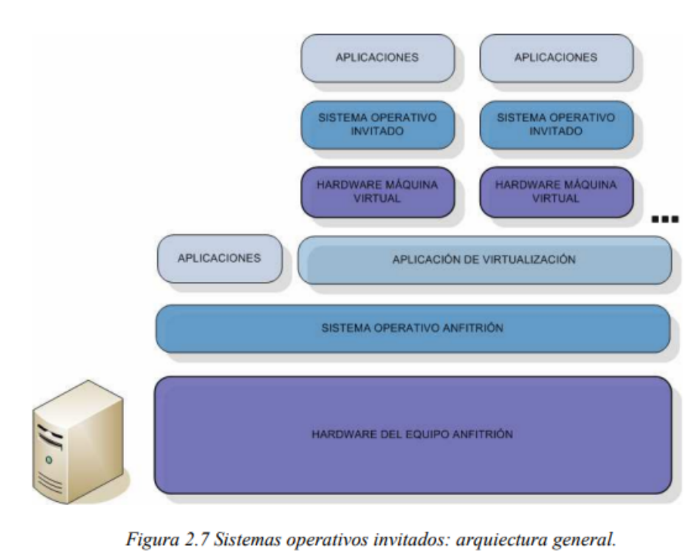 APLICACIONES
APLICACIONES
SISTEMA OPERATIVO
INVITADO
SISTEMA OPERATIVO
INVITADO
HARDWARE MÁQUINA
VIRTUAL
HARDWARE MÁQUINA
VIRTUAL
...
APLICACIONES
APLICACIÓN DE VIRTUALIZACIÓN
SISTEMA OPERATIVO ANFITRIÓN
HARDWARE DEL EQUIPO ANFITRIÓN
Figura 2.7 Sistemas operativos invitados: arquiectura general.